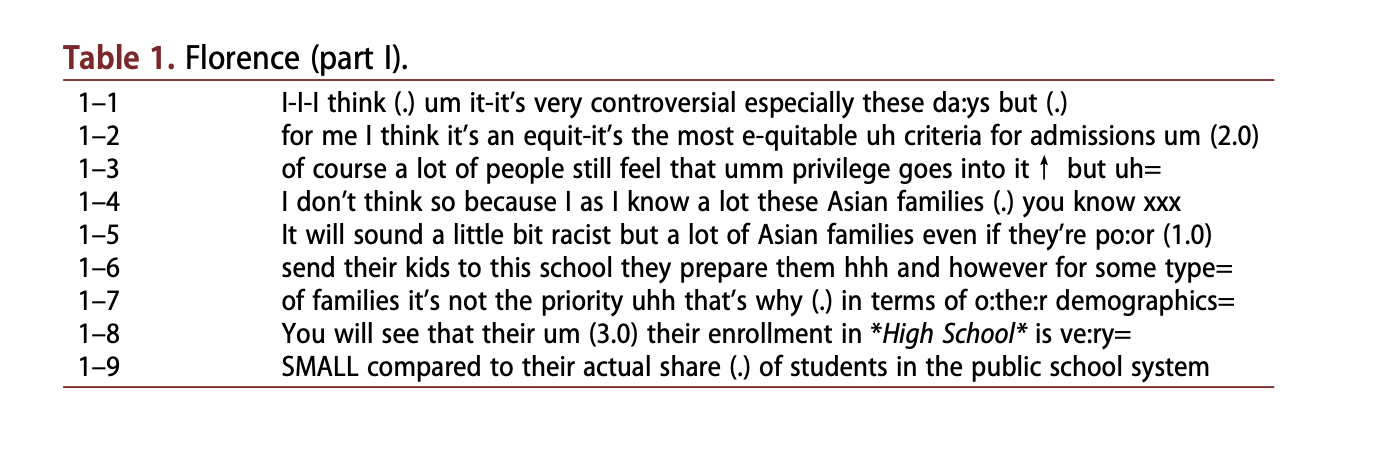 Table 1. Florence (part I).
1–1 I-I-I think (.) um it-it’s very controversial especially these da:ys but (.)
1–2 for me I think it’s an equit-it’s the most e-quitable uh criteria for admissions um (2.0)
1–3 of course a lot of people still feel that umm privilege goes into it ↑ but uh=
1–4 I don’t think so because I as I know a lot these Asian families (.) you know xxx
1–5 It will sound a little bit racist but a lot of Asian families even if they’re po:or (1.0)
1–6 send their kids to this school they prepare them hhh and however for some type=
1–7 of families it’s not the priority uhh that’s why (.) in terms of o:the:r demographics=
1–8 You will see that their um (3.0) their enrollment in *High School* is ve:ry=
1–9 SMALL compared to their actual share (.) of students in the public school system